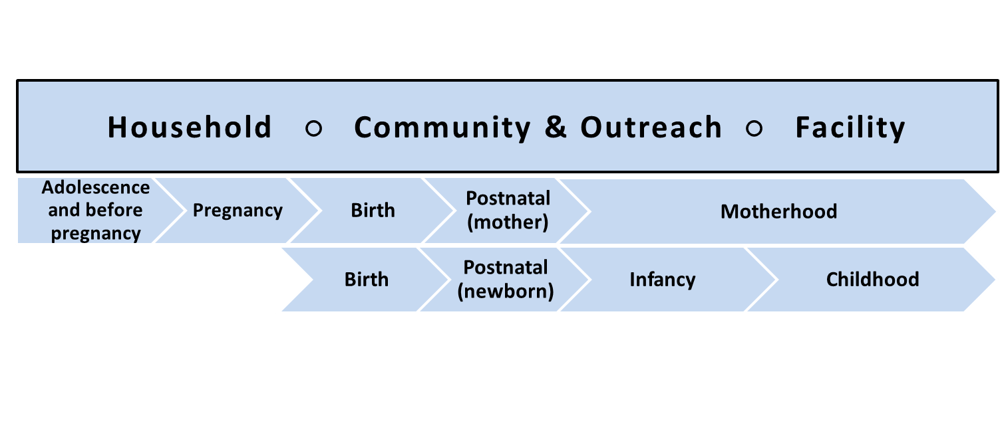 Household ○ Community & Outreach ○ Facility
Adolescence
and before
pregnancy
Pregnancy
Birth
Postnatal
(mother)
Motherhood
Birth
Postnatal
(newborn)
Infancy
Childhood